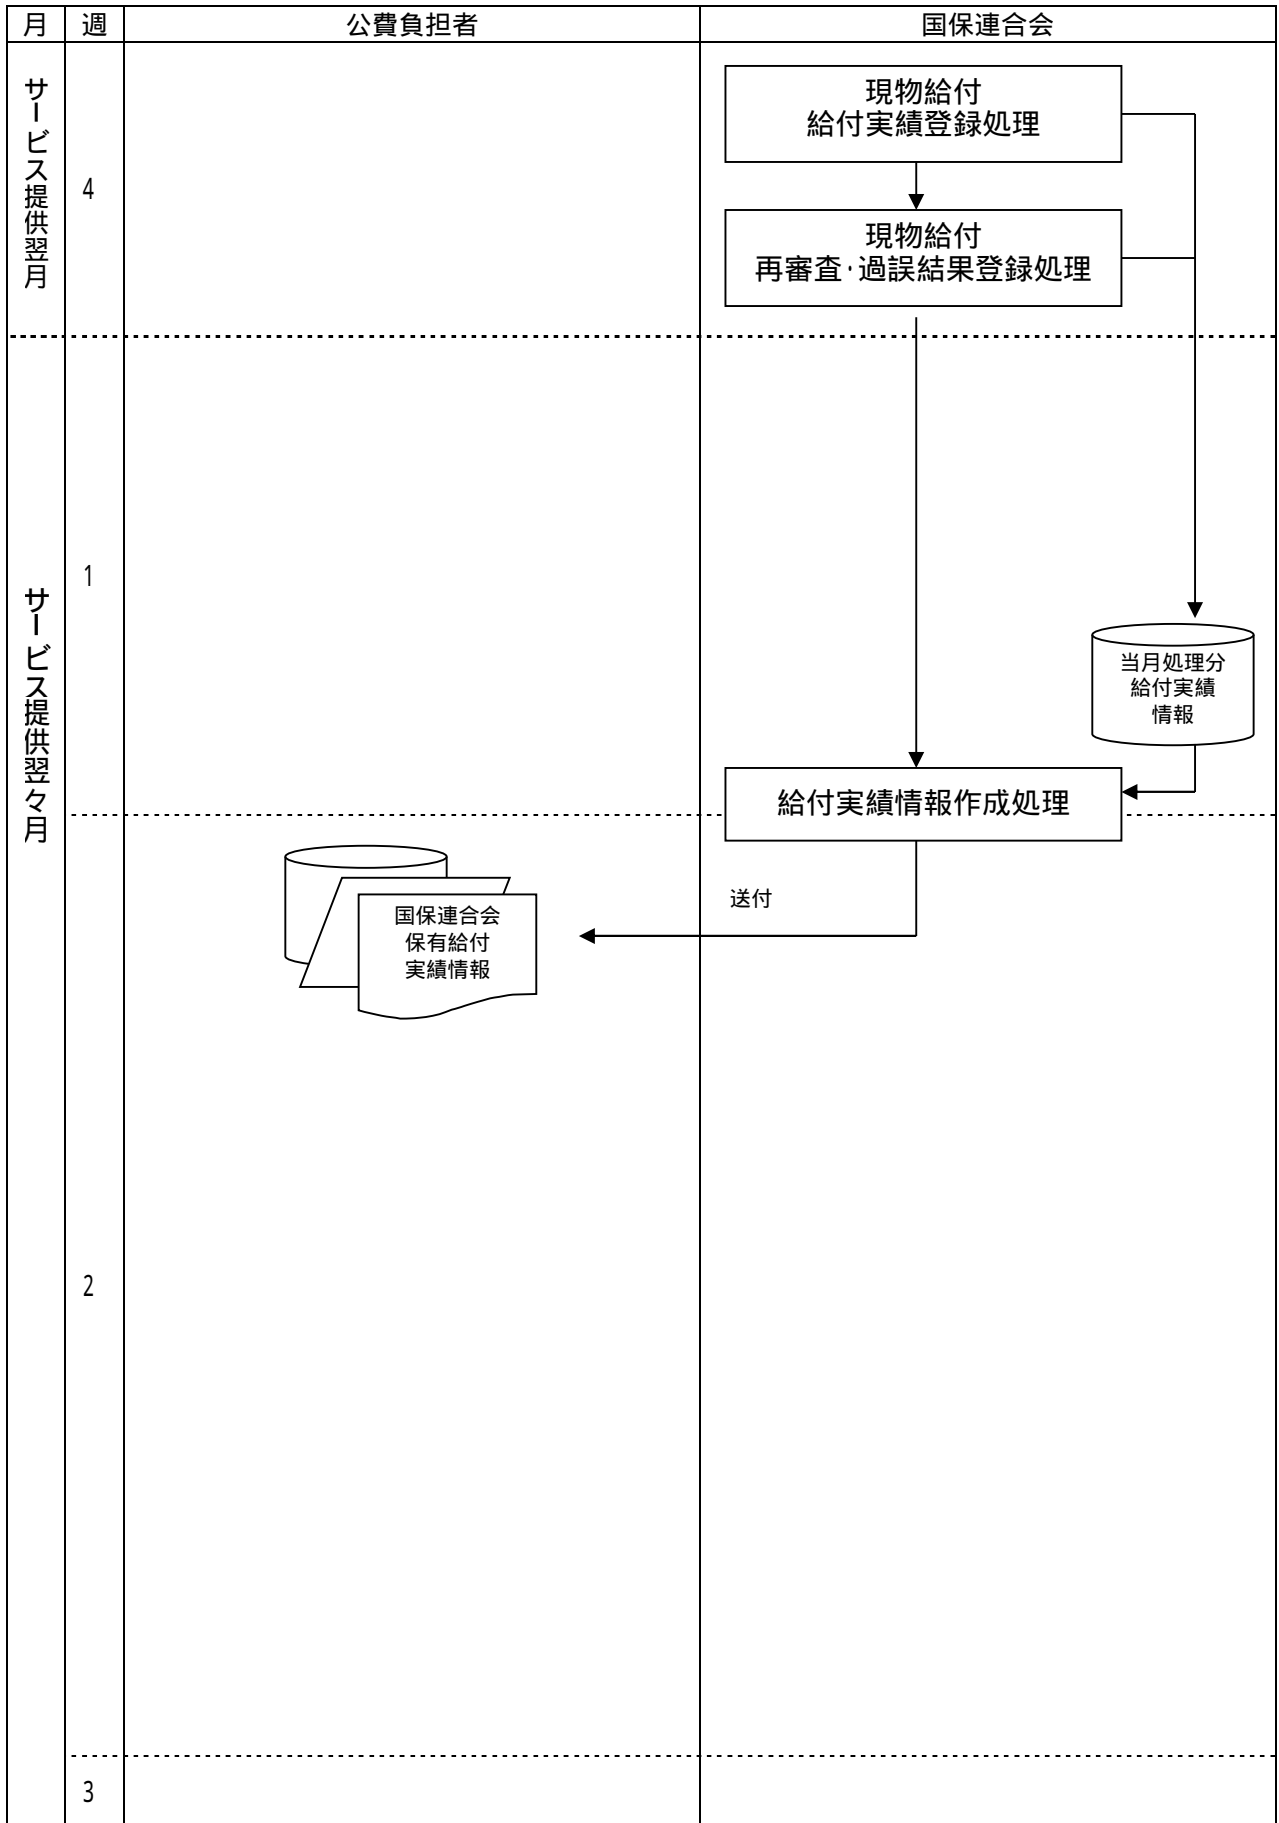 月 週 公費負担者 国保連合会
サービス提供翌月
4
現物給付
給付実績登録処理
現物給付
再審査・過誤結果登録処理
サービス提供翌々月
1
当月処理分
給付実績
情報
給付実績情報作成処理
送付
国保連合会
保有給付
実績情報
2
3